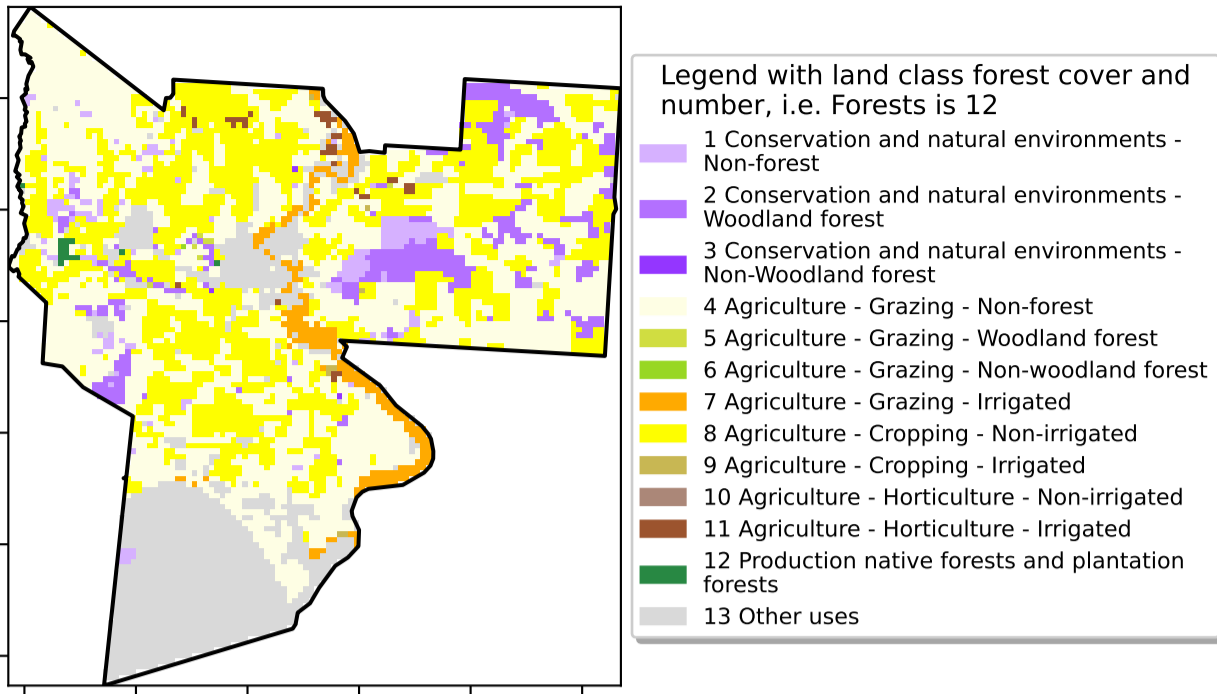 Legend with land class forest cover and
number, i.e. Forests is 12
1 Conservation and natural environments -
Non-forest
2 Conservation and natural environments -
Woodland forest
3 Conservation and natural environments -
Non-Woodland forest
4 Agriculture - Grazing - Non-forest
5 Agriculture - Grazing - Woodland forest
6 Agriculture - Grazing - Non-woodland forest
7 Agriculture - Grazing - Irrigated
8 Agriculture - Cropping - Non-irrigated
9 Agriculture - Cropping - Irrigated
10 Agriculture - Horticulture - Non-irrigated
11 Agriculture - Horticulture - Irrigated
12 Production native forests and plantation
forests
13 Other uses